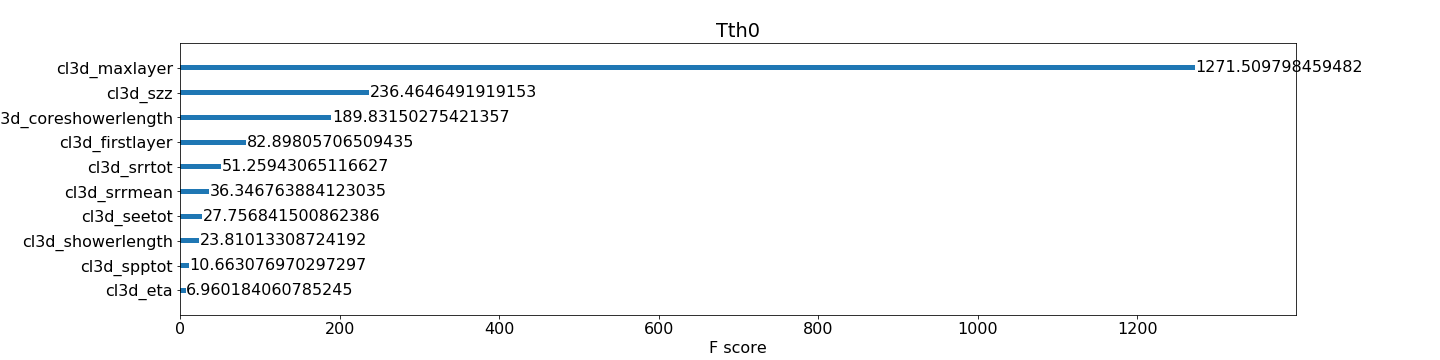 Tth0
cl3d_maxlayer 1271.509798459482
cl3d_szz 236.4646491919153
3d_coreshowerlength 189.83150275421357
cl3d_firstlayer 82.89805706509435
cl3d_srrtot 51.25943065116627
cl3d_srrmean 36.346763884123035
cl3d_seetot 27.756841500862386
cl3d_showerlength 23.81013308724192
cl3d_spptot 10.663076970297297
cl3d_eta 6.960184060785245
0 200 400 600 800 1000 1200
F score